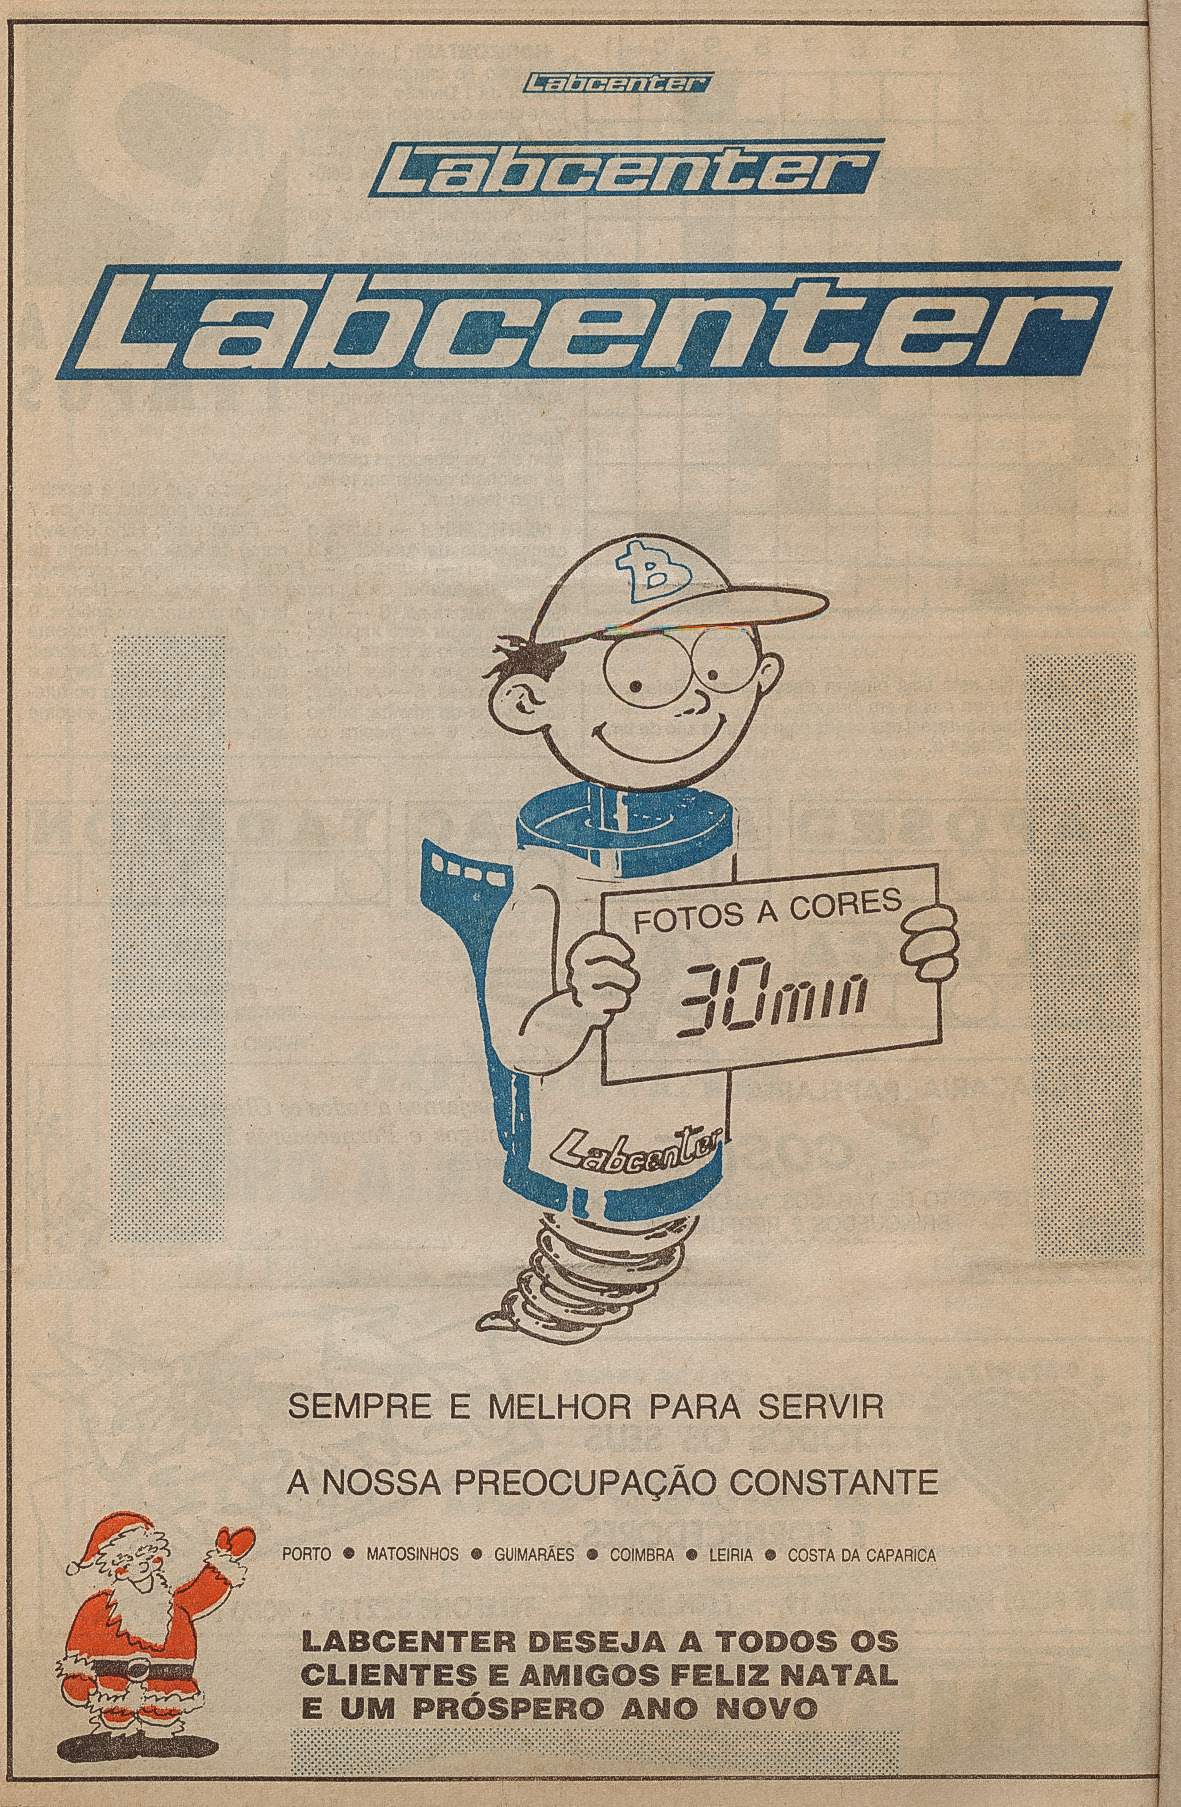 Labcenter
Labcenter
Labcenter
B
FOTOS A CORES
30min
Labcenter
SEMPRE E MELHOR PARA SERVIR
A NOSSA PREOCUPAÇÃO CONSTANTE
PORTO ● MATOSINHOS ● GUIMARÃES ● COIMBRA ● LEIRIA ● COSTA DA CAPARICA
LABCENTER DESEJA A TODOS OS
CLIENTES E AMIGOS FELIZ NATAL
E UM PRÓSPERO ANO NOVO